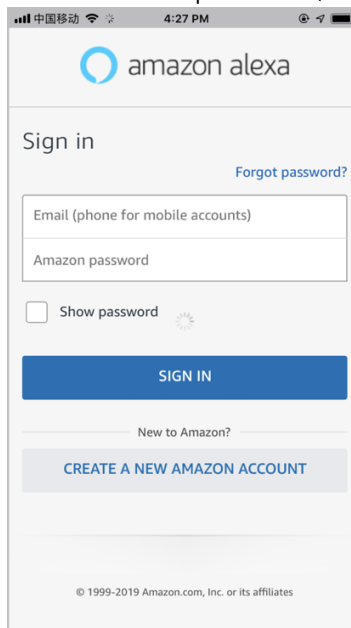 中国移动 4:27 PM
amazon alexa
Sign in
Forgot password?
Email (phone for mobile accounts)
Amazon password
Show password
SIGN IN
New to Amazon?
CREATE A NEW AMAZON ACCOUNT
© 1999-2019 Amazon.com, Inc. or its affiliates